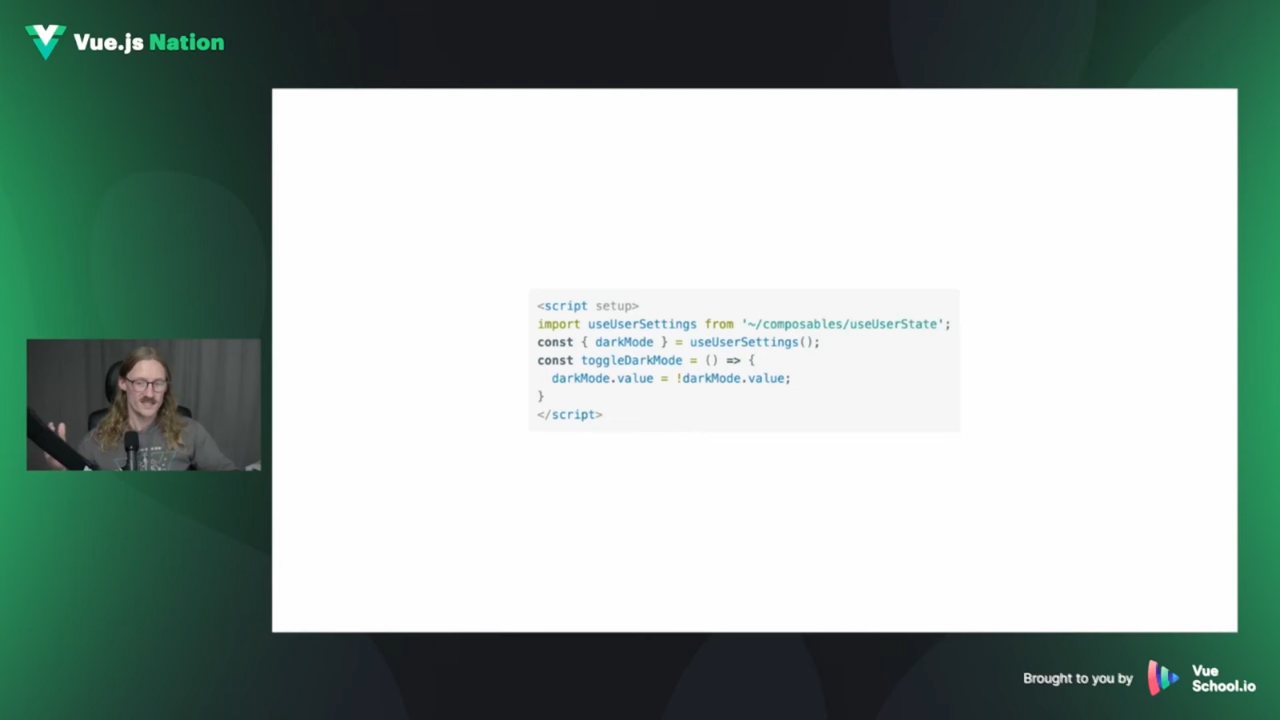 Vue.js Nation
<script setup>
import useUserSettings from '~/composables/useUserState';
const { darkMode } = useUserSettings();
const toggleDarkMode = () => {
  darkMode.value = !darkMode.value;
}
</script>
Brought to you by
Vue
School.io